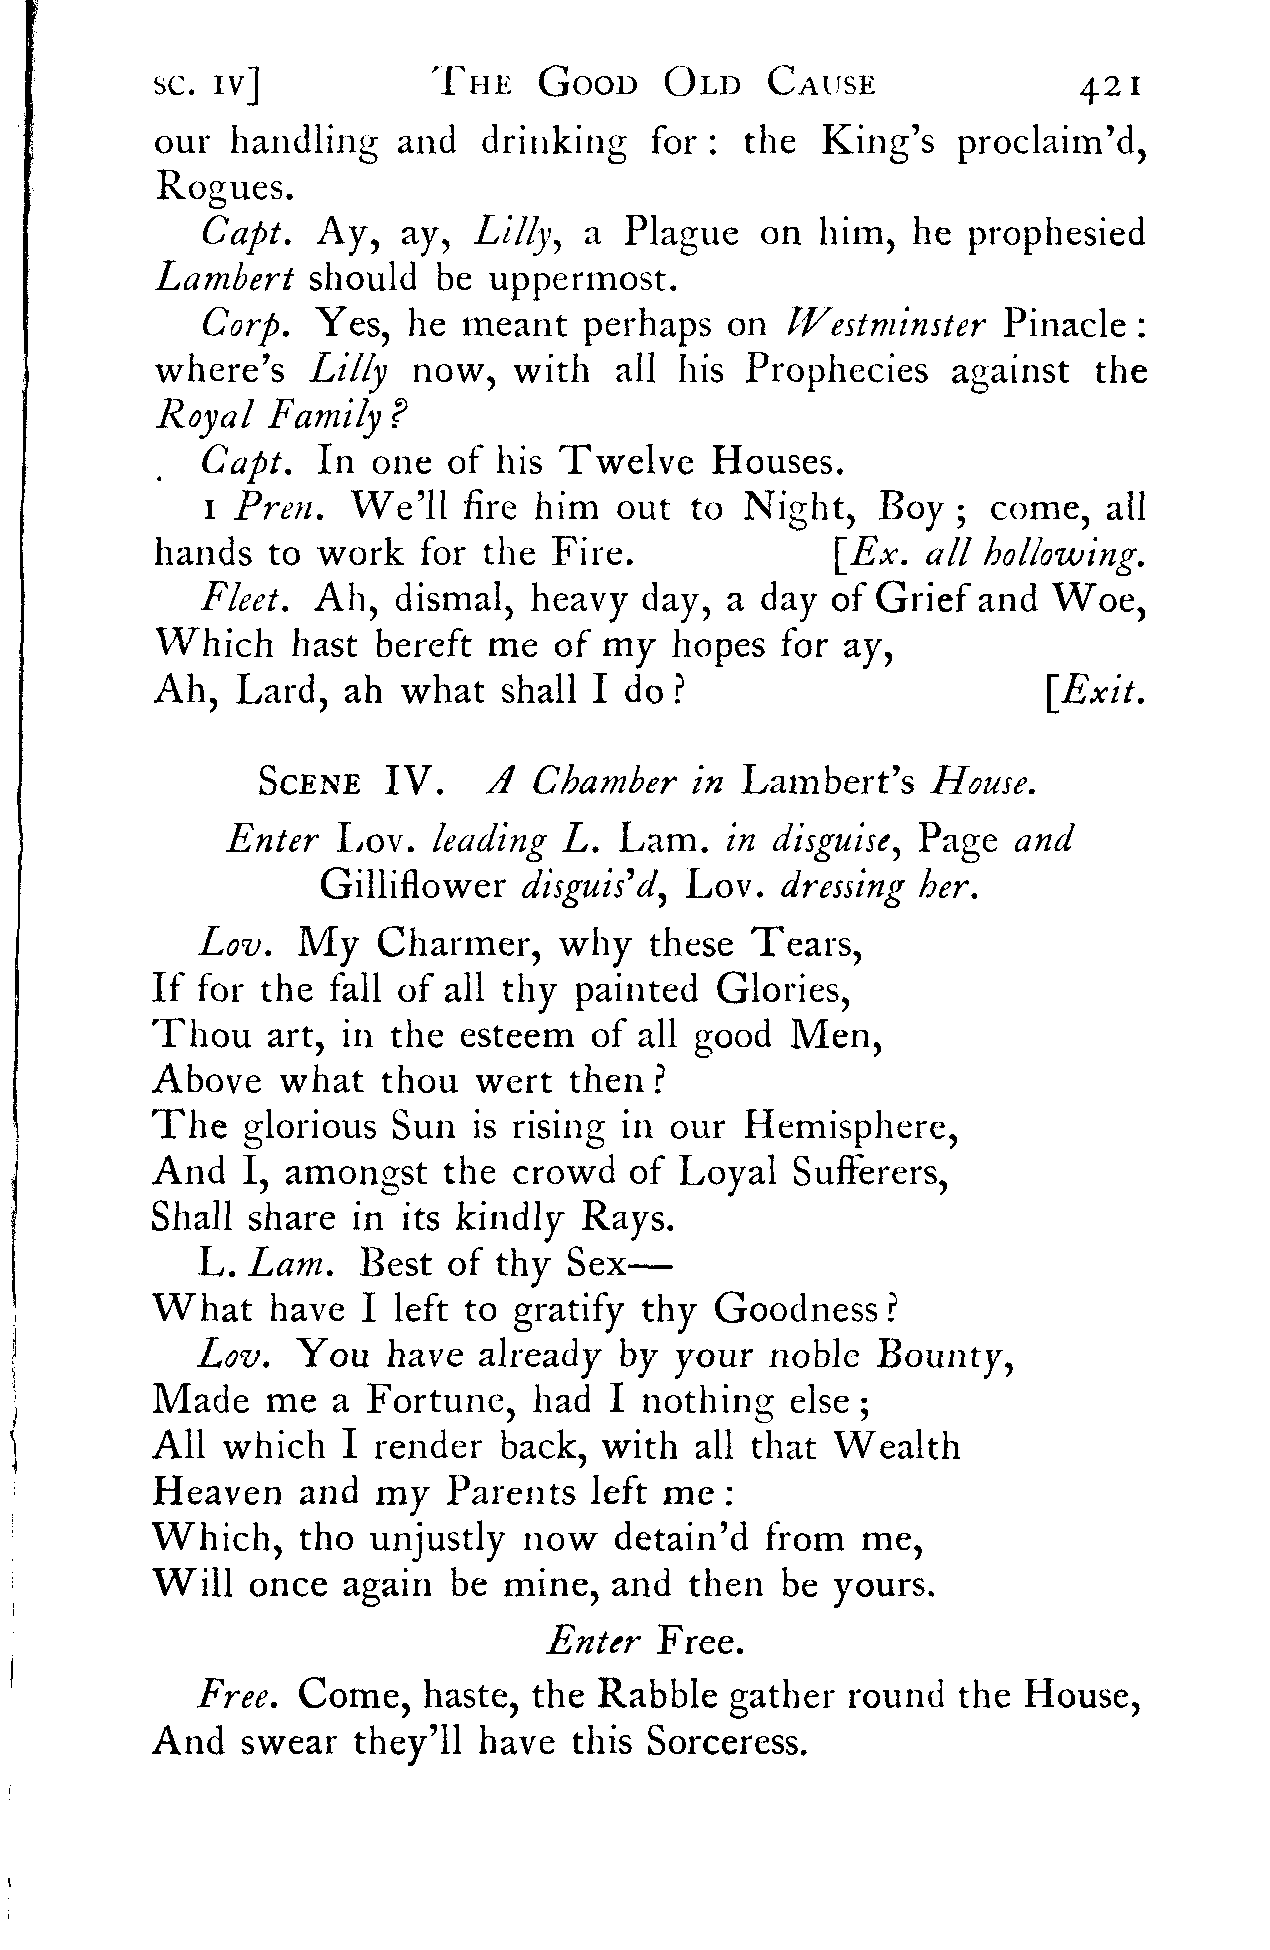 SC. IV] THE GOOD OLD CAUSE 421
our handling and drinking for : the King's proclaim'd,
Rogues.
Capt. Ay, ay, Lilly, a Plague on him, he prophesied
Lambert should be uppermost.
Corp. Yes, he meant perhaps on Westminster Pinacle :
where's Lilly now, with all his Prophecies against the
Royal Family?
Capt. In one of his Twelve Houses.
1 Pren. We'll fire him out to Night, Boy ; come, all
hands to work for the Fire. [Ex. all hollowing.
Fleet. Ah, dismal, heavy day, a day of Grief and Woe,
Which hast bereft me of my hopes for ay,
Ah, Lard, ah what shall I do? [Exit.
SCENE IV. A Chamber in Lambert's House.
Enter Lov. leading L. Lam. in disguise, Page and
Gilliflower disguis'd, Lov. dressing her.
Lov. My Charmer, why these Tears,
If for the fall of all thy painted Glories,
Thou art, in the esteem of all good Men,
Above what thou wert then?
The glorious Sun is rising in our Hemisphere,
And I, amongst the crowd of Loyal Sufferers,
Shall share in its kindly Rays.
L. Lam. Best of thy Sex—
What have I left to gratify thy Goodness?
Lov. You have already by your noble Bounty,
Made me a Fortune, had I nothing else ;
All which I render back, with all that Wealth
Heaven and my Parents left me :
Which, tho unjustly now detain'd from me,
Will once again be mine, and then be yours.
Enter Free.
Free. Come, haste, the Rabble gather round the House,
And swear they'll have this Sorceress.